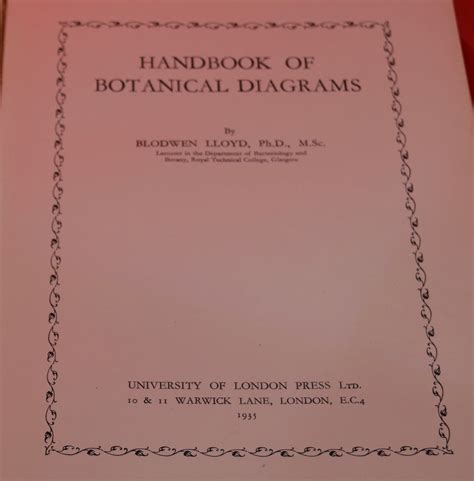 HANDBOOK OF
BOTANICAL DIAGRAMS
By
BLODWEN LLOYD, Ph.D., M.Sc.
Lecturer in the Department of Bacteriology and
Botany, Royal Technical College, Glasgow
UNIVERSITY OF LONDON PRESS LTD.
10 & 11 WARWICK LANE, LONDON, E.C.4
1935